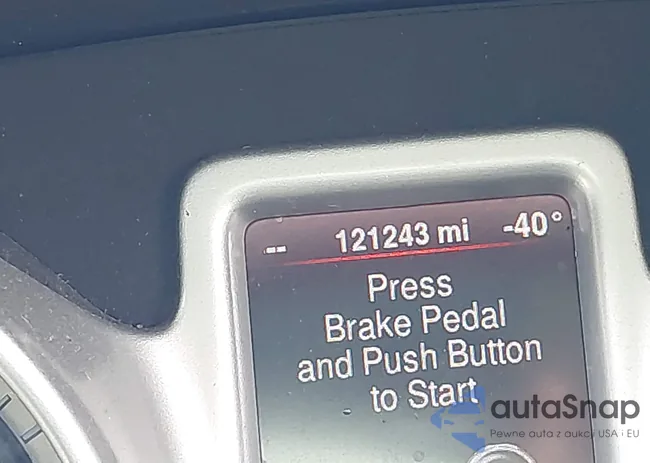 -- 121243 mi -40°
Press
Brake Pedal
and Push Button
to Start
autaSnap
Pewne auta z aukcji USA i EU